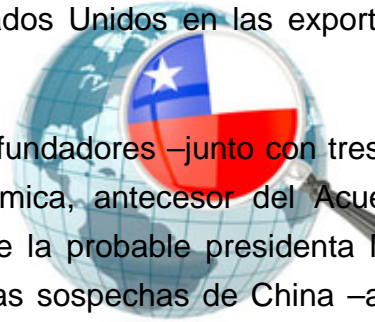 ados Unidos en las export
fundadores –junto con tres
mica, antecesor del Acue
e la probable presidenta
as sospechas de China –a